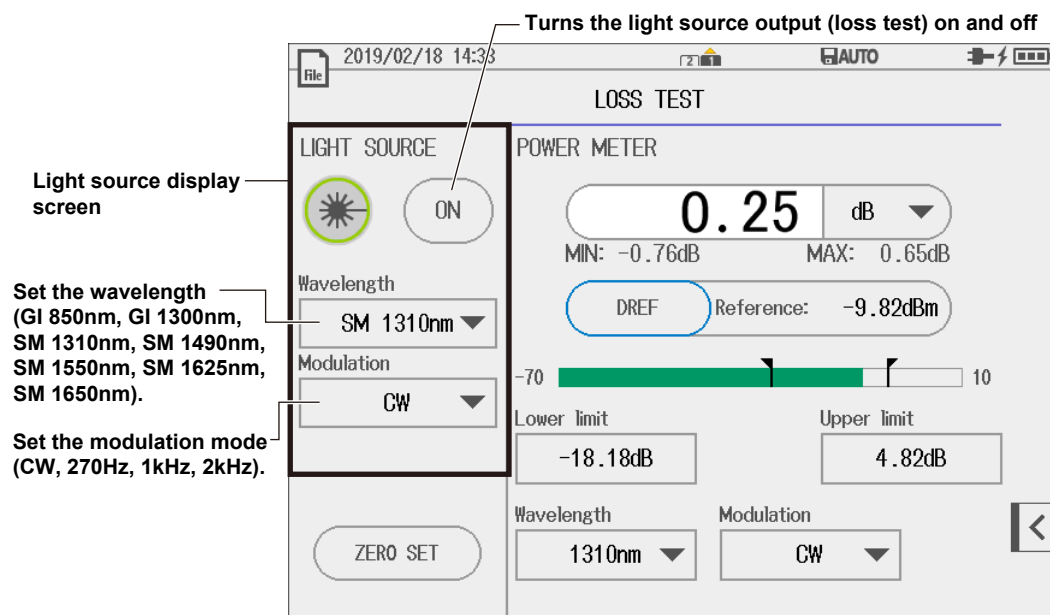 Turns the light source output (loss test) on and off
File
2019/02/18 14:33
2 1
AUTO
LOSS TEST
Light source display
screen
LIGHT SOURCE
ON
Set the wavelength
(GI 850nm, GI 1300nm,
SM 1310nm, SM 1490nm,
SM 1550nm, SM 1625nm,
SM 1650nm).
Wavelength
SM 1310nm
Set the modulation mode
(CW, 270Hz, 1kHz, 2kHz).
Modulation
CW
ZERO SET
POWER METER
0.25 dB
MIN: -0.76dB MAX: 0.65dB
DREF Reference: -9.82dBm
-70 10
Lower limit Upper limit
-18.18dB 4.82dB
Wavelength Modulation
1310nm CW